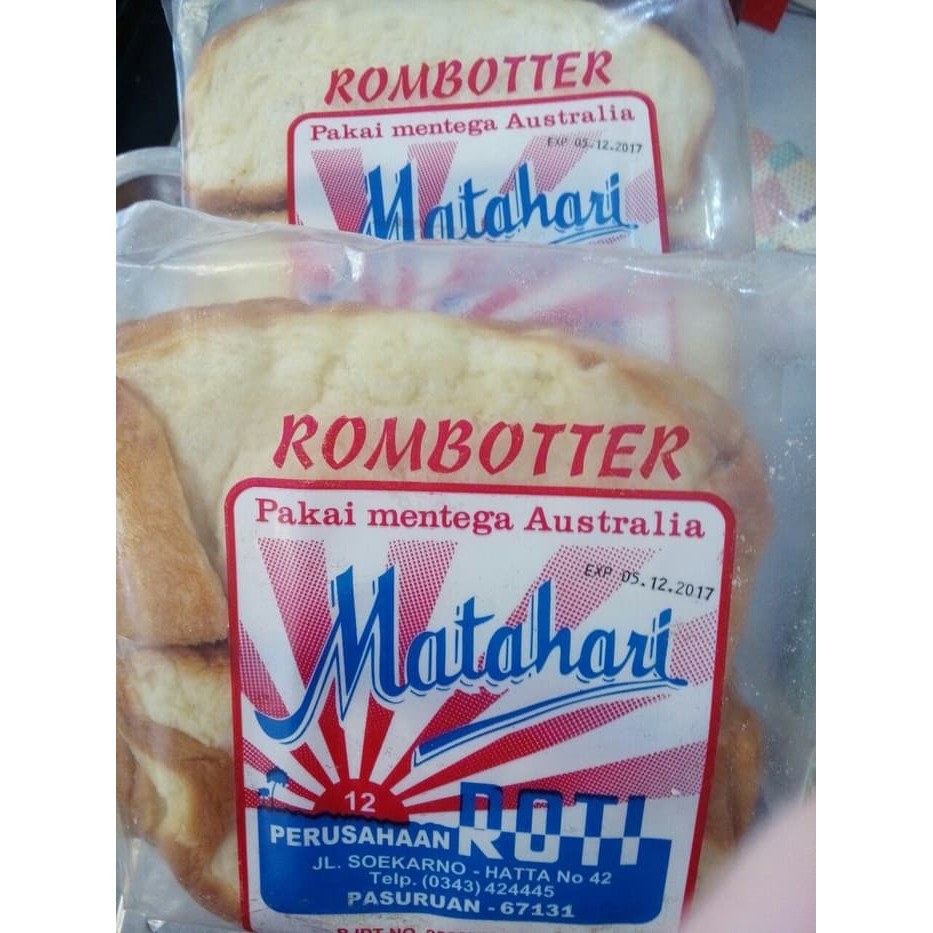 ROMBOTTER
Pakai mentega Australia
EXP 05.12.2017
Matahari
ROMBOTTER
Pakai mentega Australia
EXP 05.12.2017
Matahari
12
PERUSAHAAN ROTI
JL. SOEKARNO - HATTA No 42
Telp. (0343) 424445
PASURUAN - 67131